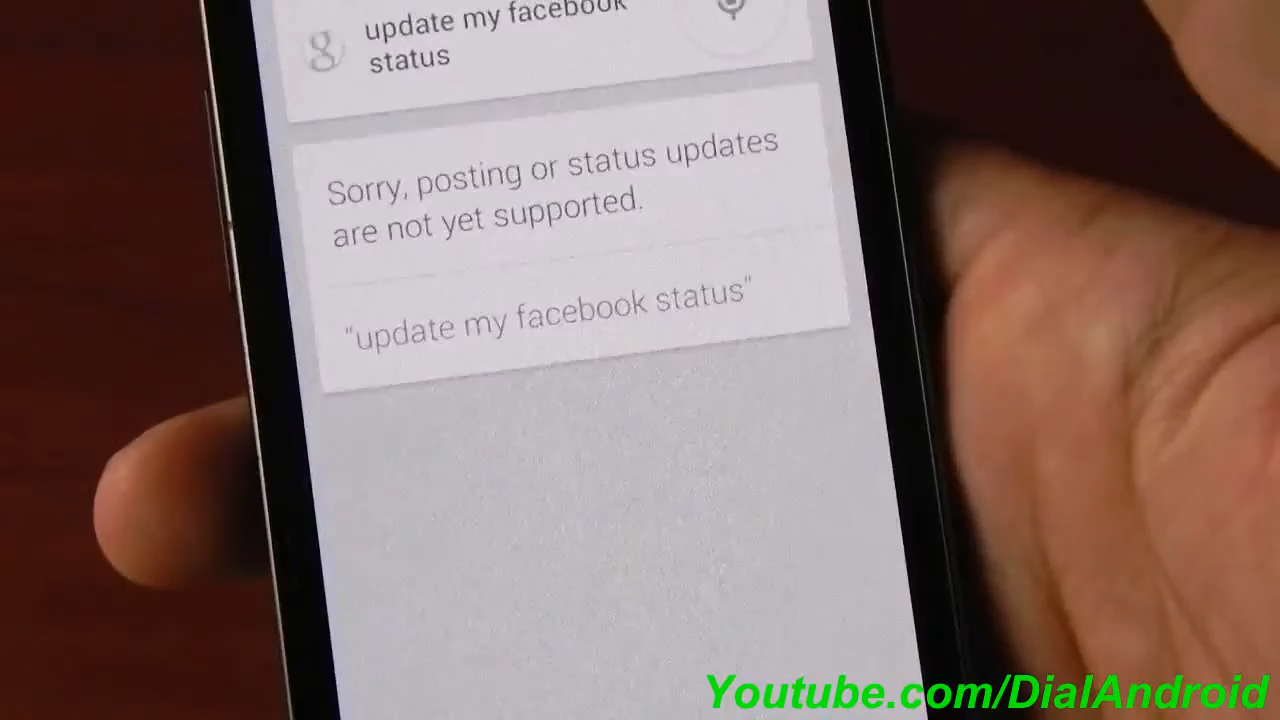 update my facebook
status
Sorry, posting or status updates
are not yet supported.
"update my facebook status"
Youtube.com/DialAndroid